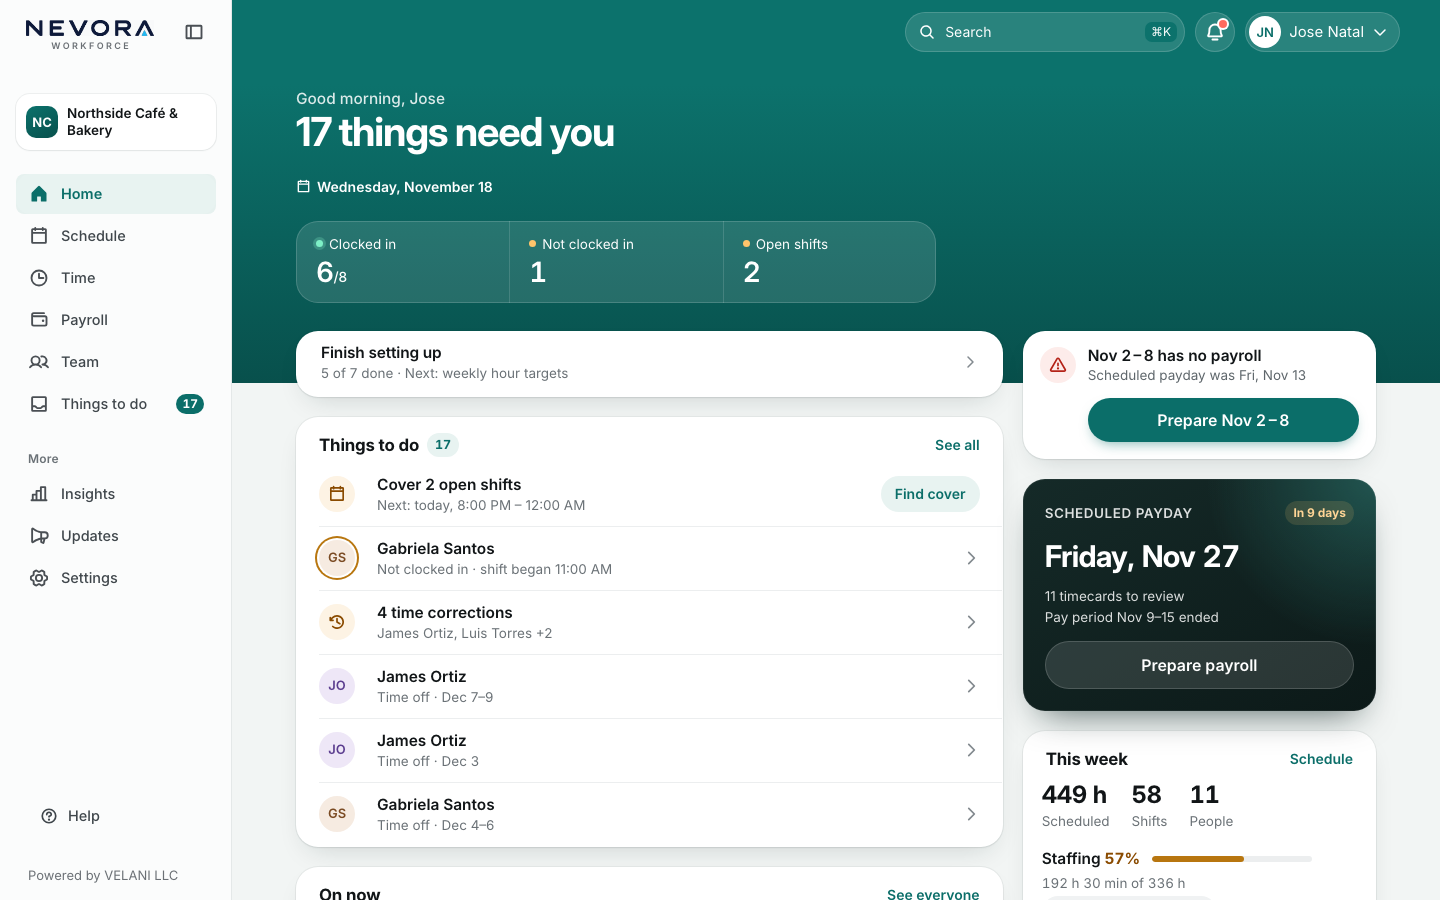 NEVORA
WORKFORCE
Search
⌘K
JN
Jose Natal
NC
Northside Café &
Bakery
Home
Schedule
Time
Payroll
Team
Things to do
17
More
Insights
Updates
Settings
Help
Powered by VELANI LLC
Good morning, Jose
17 things need you
Wednesday, November 18
Clocked in
6/8
Not clocked in
1
Open shifts
2
Finish setting up
5 of 7 done · Next: weekly hour targets
Things to do
17
See all
Cover 2 open shifts
Next: today, 8:00 PM – 12:00 AM
Find cover
GS
Gabriela Santos
Not clocked in · shift began 11:00 AM
4 time corrections
James Ortiz, Luis Torres +2
JO
James Ortiz
Time off · Dec 7–9
JO
James Ortiz
Time off · Dec 3
GS
Gabriela Santos
Time off · Dec 4–6
On now
See everyone
Nov 2–8 has no payroll
Scheduled payday was Fri, Nov 13
Prepare Nov 2–8
SCHEDULED PAYDAY
In 9 days
Friday, Nov 27
11 timecards to review
Pay period Nov 9–15 ended
Prepare payroll
This week
Schedule
449 h
58
11
Scheduled
Shifts
People
Staffing 57%
192 h 30 min of 336 h